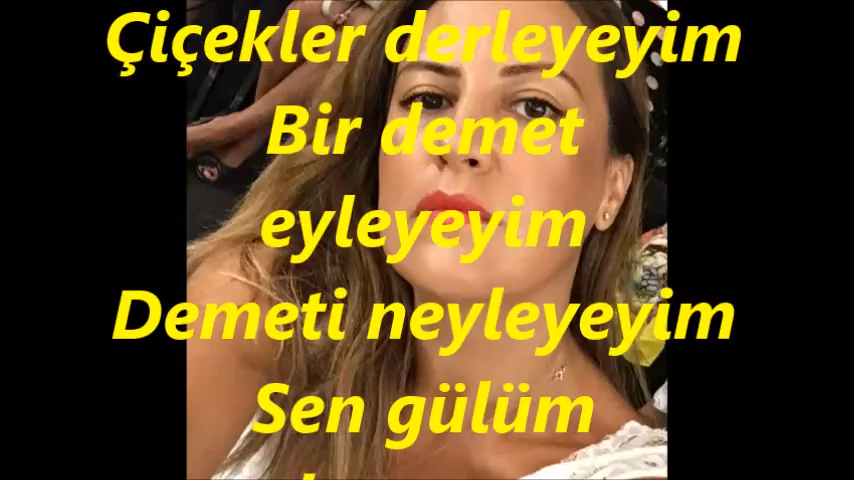 Çiçekler derleyeyim
Bir demet
eyleyeyim
Demeti neyleyeyim
Sen gülüm